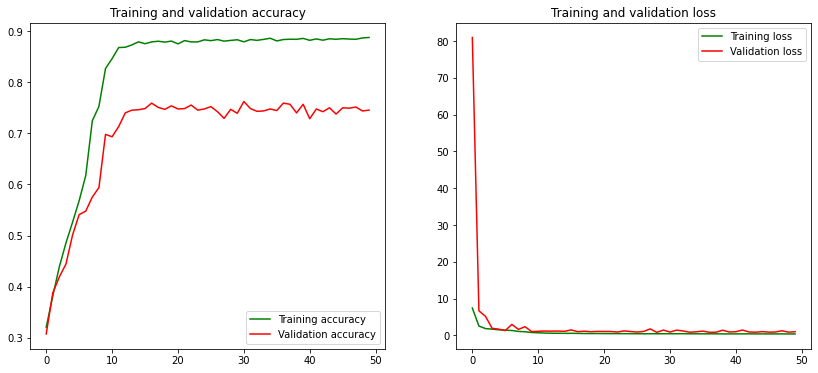 Training and validation accuracy
0.9
0.8
0.7
0.6
0.5
0.4
0.3
0 10 20 30 40 50
Training accuracy
Validation accuracy
Training and validation loss
80
70
60
50
40
30
20
10
0
0 10 20 30 40 50
Training loss
Validation loss